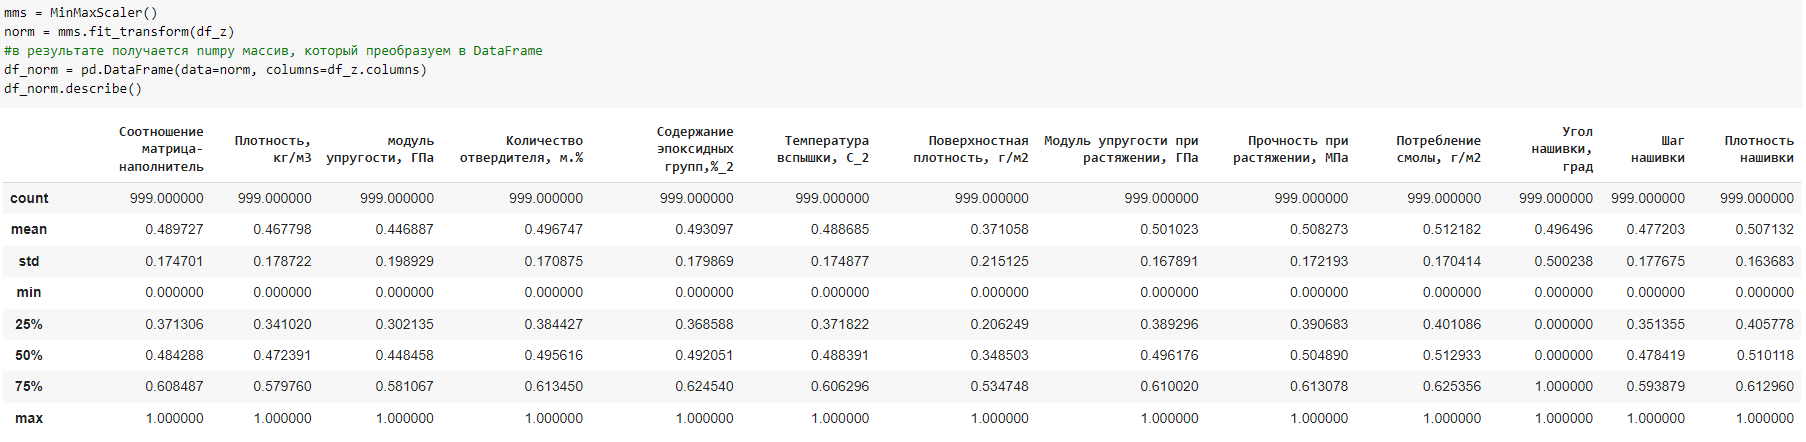 mms = MinMaxScaler()
norm = mms.fit_transform(df_z)
#в результате получается numpy массив, который преобразуем в DataFrame
df_norm = pd.DataFrame(data=norm, columns=df_z.columns)
df_norm.describe()
Соотношение матрица-наполнитель Плотность, кг/м3 модуль упругости, ГПа Количество отвердителя, м.% Содержание эпоксидных групп,%_2 Температура вспышки, С_2 Поверхностная плотность, г/м2 Модуль упругости при растяжении, ГПа Прочность при растяжении, МПа Потребление смолы, г/м2 Угол нашивки, град Шаг нашивки Плотность нашивки
count 999.000000 999.000000 999.000000 999.000000 999.000000 999.000000 999.000000 999.000000 999.000000 999.000000 999.000000 999.000000 999.000000
mean 0.489727 0.467798 0.446887 0.496747 0.493097 0.488685 0.371058 0.501023 0.508273 0.512182 0.496496 0.477203 0.507132
std 0.174701 0.178722 0.198929 0.170875 0.179869 0.174877 0.215125 0.167891 0.172193 0.170414 0.500238 0.177675 0.163683
min 0.000000 0.000000 0.000000 0.000000 0.000000 0.000000 0.000000 0.000000 0.000000 0.000000 0.000000 0.000000 0.000000
25% 0.371306 0.341020 0.302135 0.384427 0.368588 0.371822 0.206249 0.389296 0.390683 0.401086 0.000000 0.351355 0.405778
50% 0.484288 0.472391 0.448458 0.495616 0.492051 0.488391 0.348503 0.496176 0.504890 0.512933 0.000000 0.478419 0.510118
75% 0.608487 0.579760 0.581067 0.613450 0.624540 0.606296 0.534748 0.610020 0.613078 0.625356 1.000000 0.593879 0.612960
max 1.000000 1.000000 1.000000 1.000000 1.000000 1.000000 1.000000 1.000000 1.000000 1.000000 1.000000 1.000000 1.000000